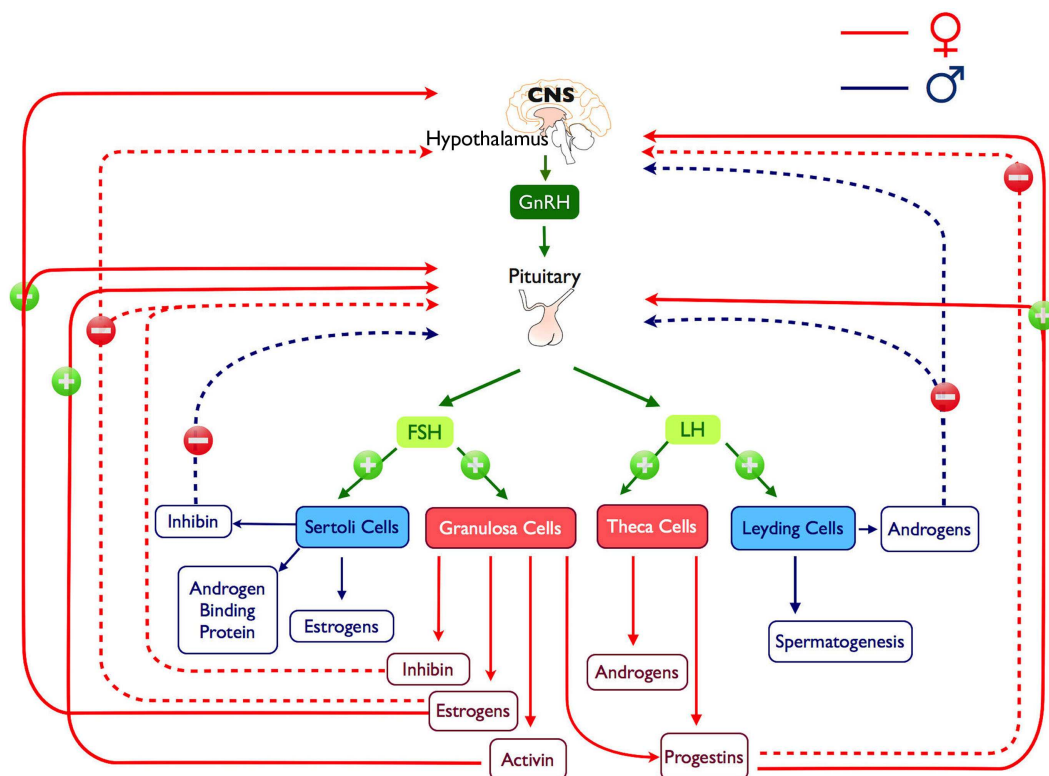 CNS
Hypothalamus
GnRH
Pituitary
FSH
LH
Inhibin
Sertoli Cells
Granulosa Cells
Theca Cells
Leyding Cells
Androgens
Androgen
Binding
Protein
Estrogens
Spermatogenesis
Inhibin
Androgens
Estrogens
Activin
Progestins